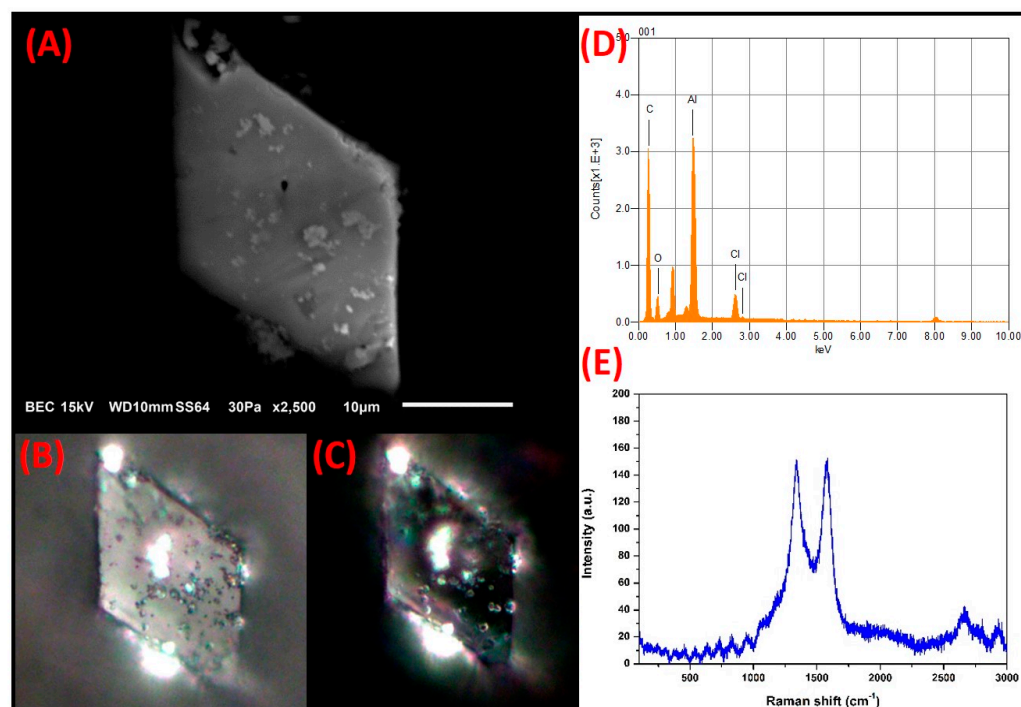 (A)
BEC 15kV WD10mm SS64 30Pa x2,500 10µm
(B)
(C)
(D)
001
5.0
4.0
3.0
2.0
1.0
0.0
Counts[x1.E+3]
C
O
Al
Cl
Cl
0.00 1.00 2.00 3.00 4.00 5.00 6.00 7.00 8.00 9.00 10.00
keV
(E)
200
180
160
140
120
100
80
60
40
20
0
Intensity (a.u.)
500 1000 1500 2000 2500 3000
Raman shift (cm⁻¹)